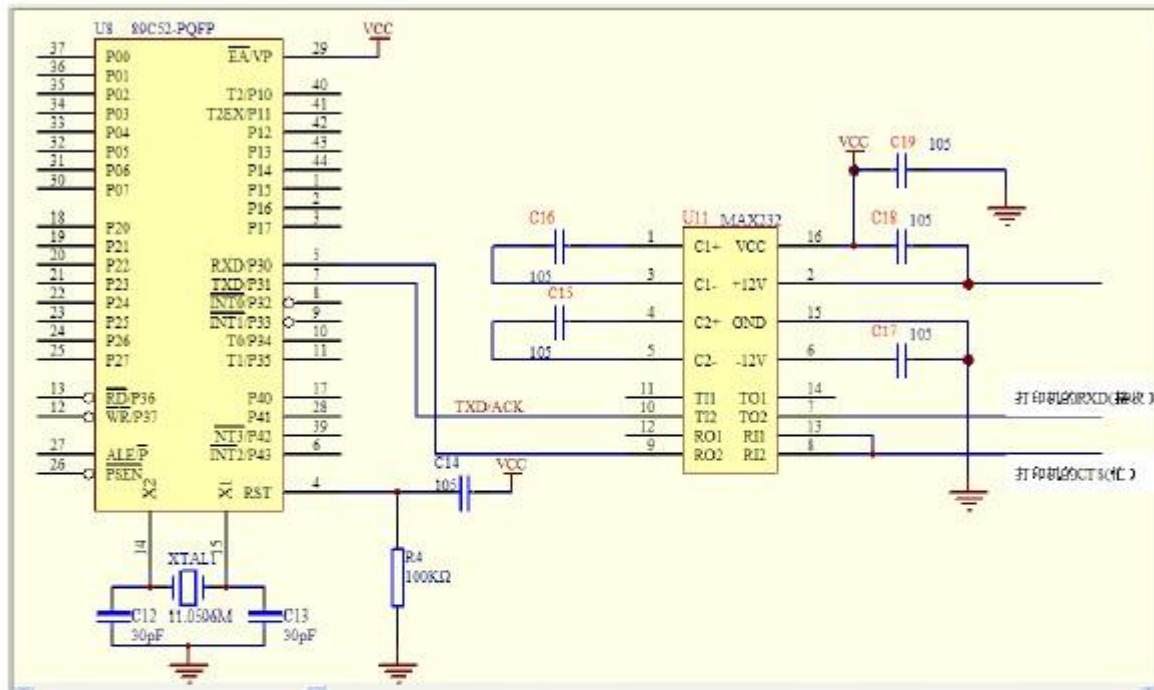 U8 89C52-PQFP
VCC
37 P00 EA/VP 29
36 P01
35 P02 T2/P10 40
34 P03 T2EX/P11 41
33 P04 P12 42
32 P05 P13 43
31 P06 P14 44
30 P07 P15 1
P16 2
18 P20 P17 3
19 P21
20 P22 RXD/P30 5
21 P23 TXD/P31 7
22 P24 INT0/P32 8
23 P25 INT1/P33 9
24 P26 T0/P34 10
25 P27 T1/P35 11
13 RD/P36 P40 17
12 WR/P37 P41 28
NT3/P42 39
27 ALE/P INT2/P43 6
26 PSEN
X2 X1 RST 4
14 15
XTAL1
C12 11.0596M C13
30pF 30pF
C14 VCC
105
R4
100KΩ
TXD/ACK
VCC C19 105
C16 U11 MAX232 C18 105
1 C1+ VCC 16
105 3 C1- +12V 2
C15
4 C2+ GND 15
C17 105
105 5 C2- -12V 6
11 TI1 TO1 14
10 TI2 TO2 7
12 RO1 RI1 13
9 RO2 RI2 8
打印机的RXD(接收)
打印机的CTS(忙)